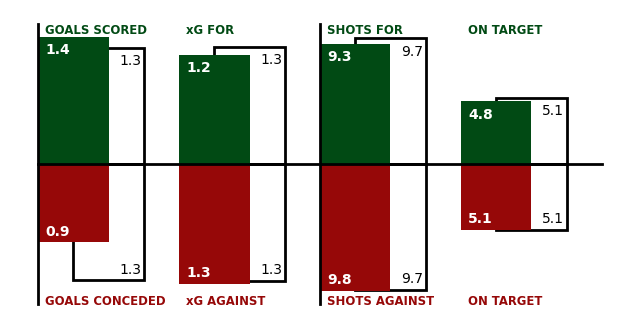 GOALS SCORED xG FOR SHOTS FOR ON TARGET
1.4 1.3 1.2 1.3 9.3 9.7 4.8 5.1
0.9 1.3 1.3 1.3 9.8 9.7 5.1 5.1
GOALS CONCEDED xG AGAINST SHOTS AGAINST ON TARGET